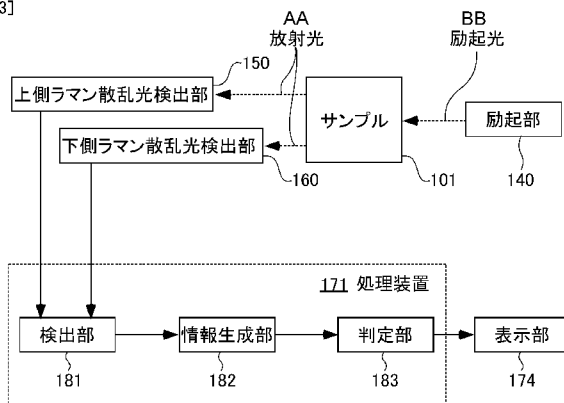 3]
AA
放射光
BB
励起光
150
上側ラマン散乱光検出部
サンプル
励起部
下側ラマン散乱光検出部
160
101
140
171 処理装置
検出部
情報生成部
判定部
表示部
181
182
183
174